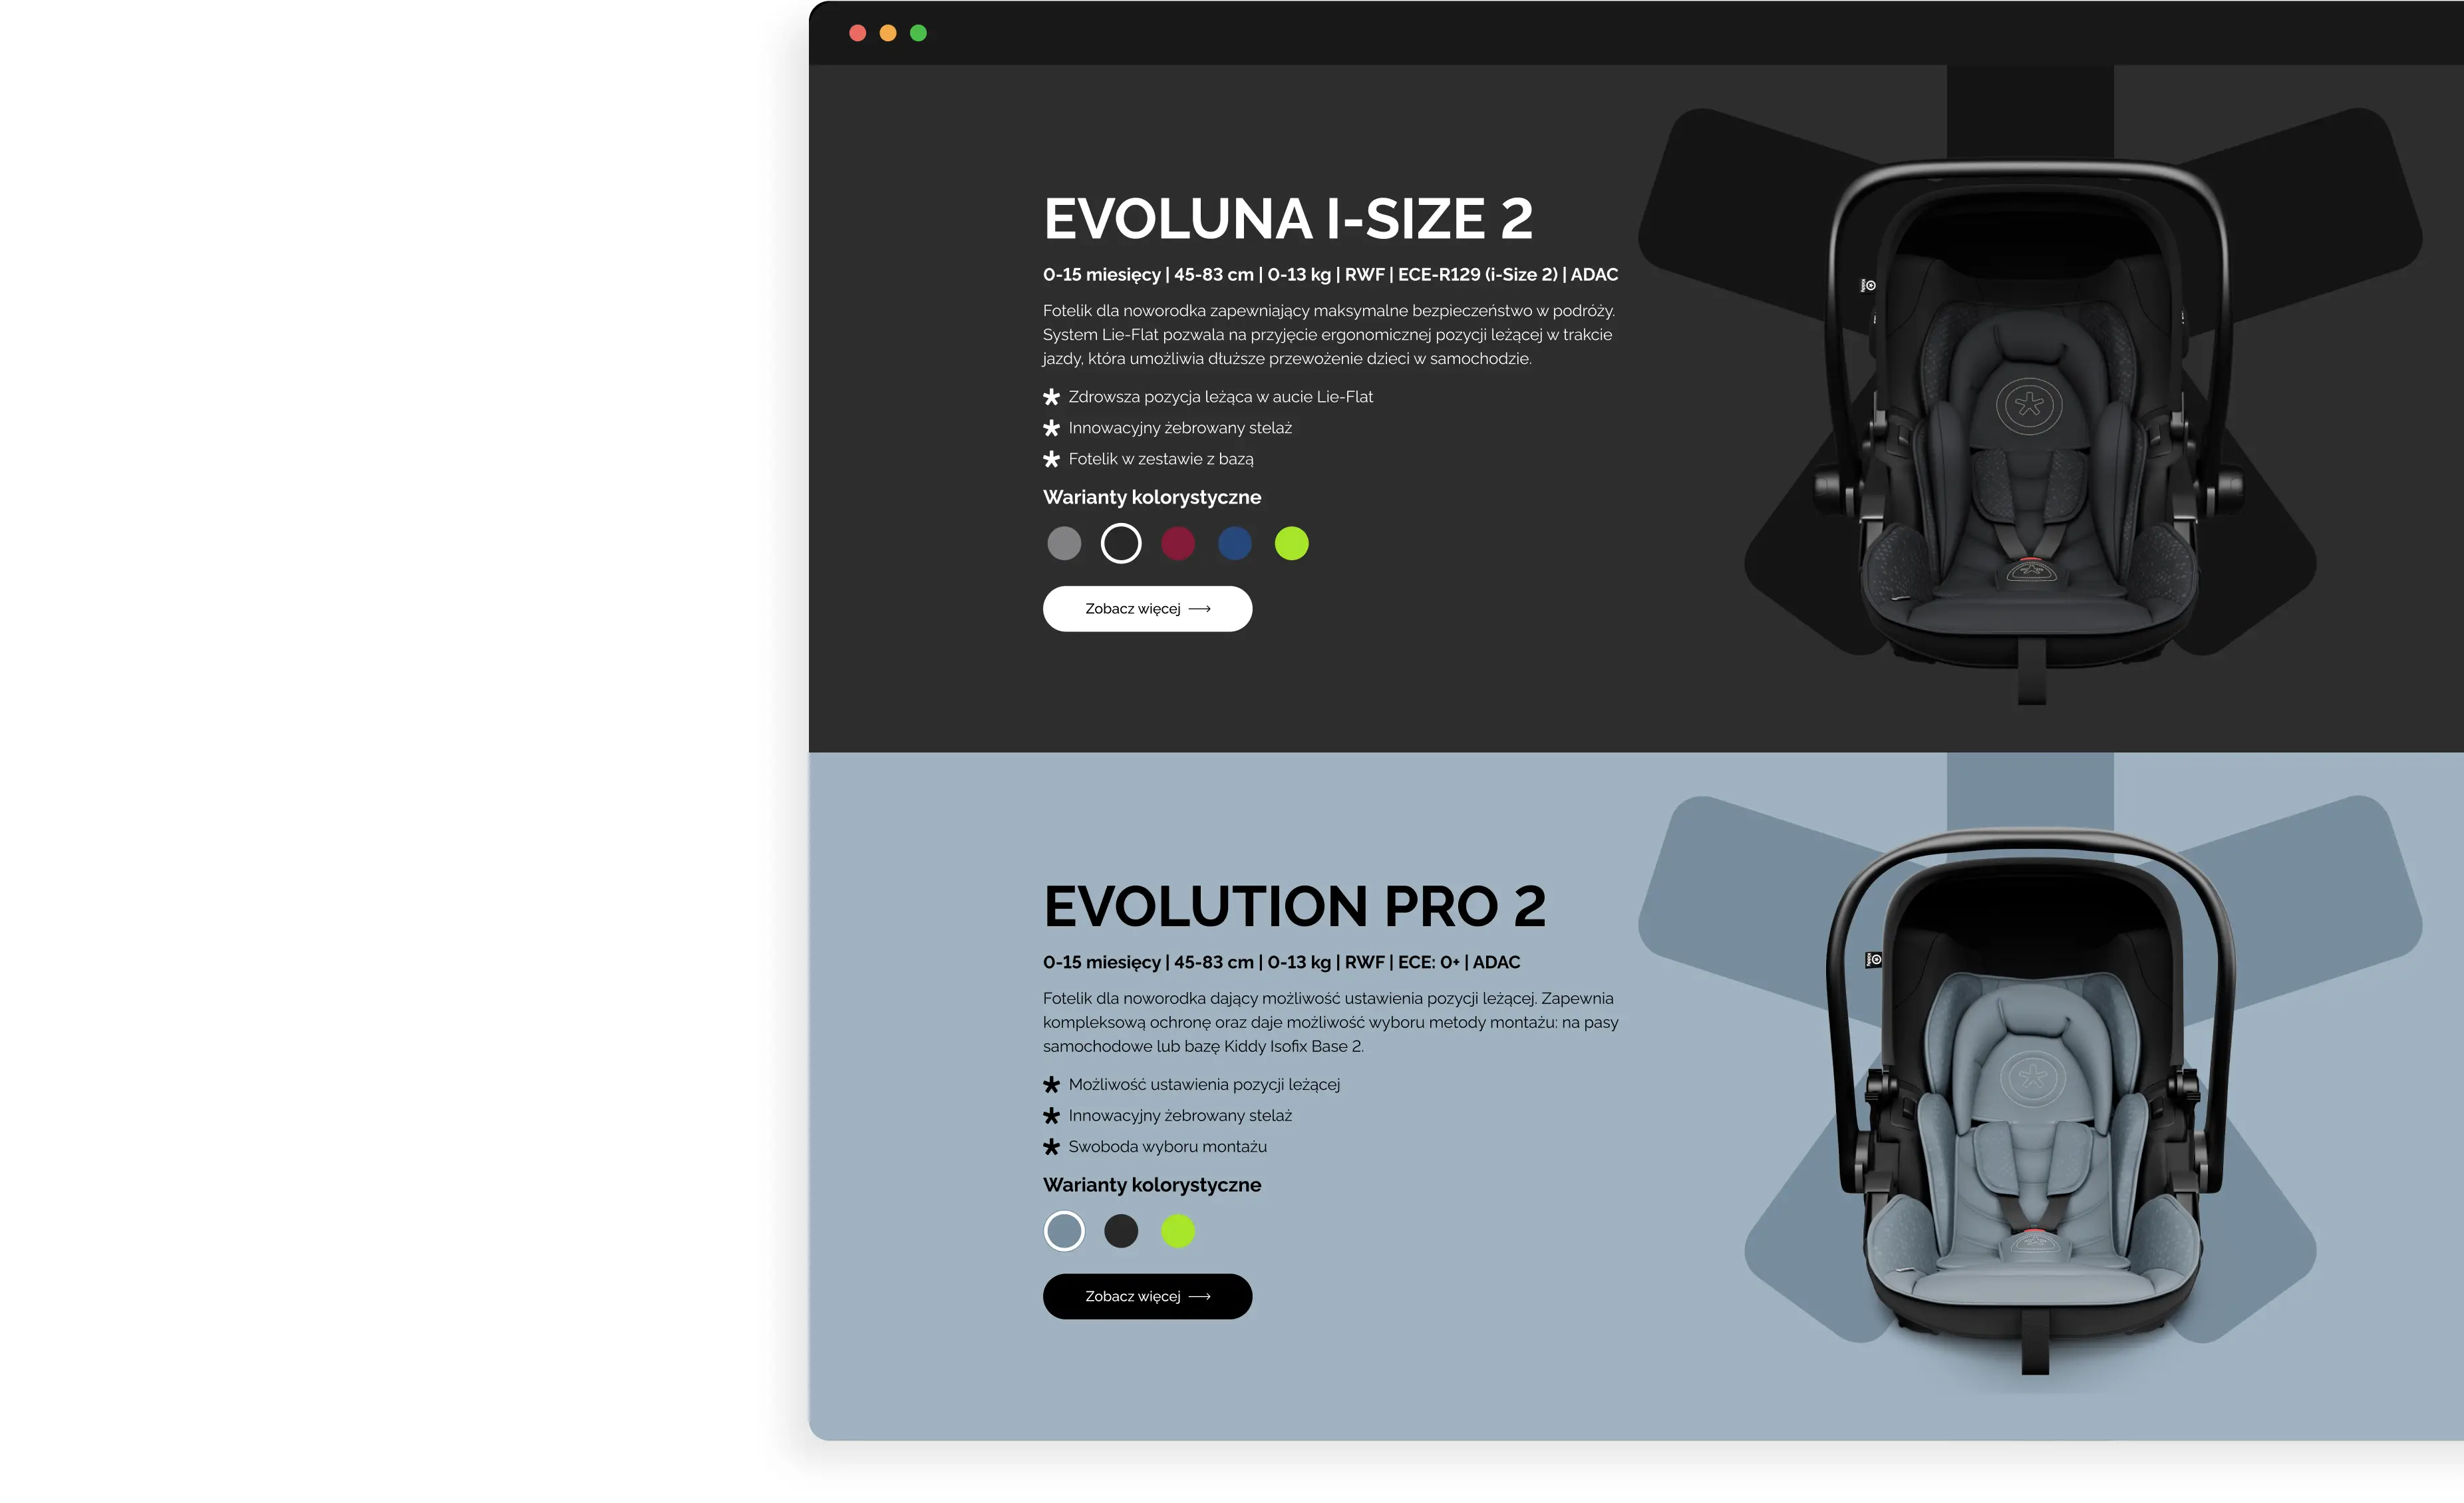 EVOLUNA I-SIZE 2
0-15 miesięcy | 45-83 cm | 0-13 kg | RWF | ECE-R129 (i-Size 2) | ADAC
Fotelik dla noworodka zapewniający maksymalne bezpieczeństwo w podróży.
System Lie-Flat pozwala na przyjęcie ergonomicznej pozycji leżącej w trakcie
jazdy, która umożliwia dłuższe przewożenie dzieci w samochodzie.
Zdrowsza pozycja leżąca w aucie Lie-Flat
Innowacyjny żebrowany stelaż
Fotelik w zestawie z bazą
Warianty kolorystyczne
Zobacz więcej
EVOLUTION PRO 2
0-15 miesięcy | 45-83 cm | 0-13 kg | RWF | ECE: 0+ | ADAC
Fotelik dla noworodka dający możliwość ustawienia pozycji leżącej. Zapewnia
kompleksową ochronę oraz daje możliwość wyboru metody montażu: na pasy
samochodowe lub bazę Kiddy Isofix Base 2.
Możliwość ustawienia pozycji leżącej
Innowacyjny żebrowany stelaż
Swoboda wyboru montażu
Warianty kolorystyczne
Zobacz więcej